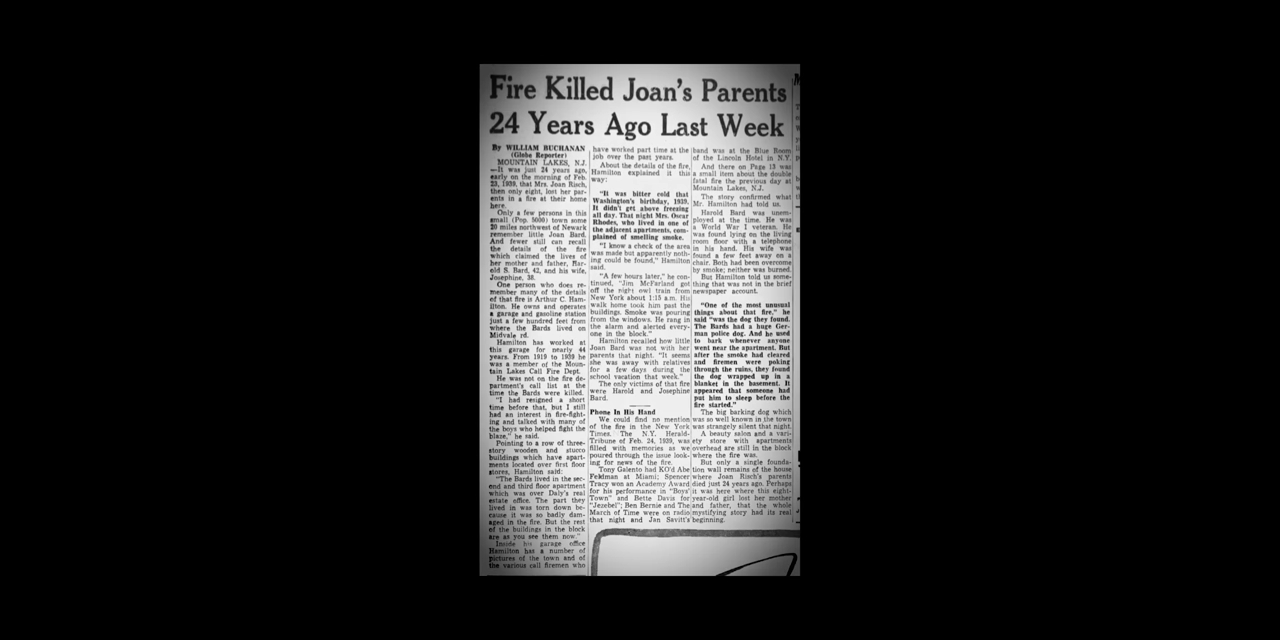 Fire Killed Joan's Parents
24 Years Ago Last Week
By WILLIAM BUCHANAN
(Globe Reporter)
MOUNTAIN LAKES, N.J.
—It was just 24 years ago,
early on the morning of Feb.
23, 1939, that Mrs. Joan Risch,
then only eight, lost her par-
ents in a fire at their home
here.
Only a few persons in this
small (Pop. 5000) town some
20 miles northwest of Newark
remember little Joan Bard.
And fewer still can recall
the details of the fire
which claimed the lives of
her mother and father, Har-
old S. Bard, 42, and his wife,
Josephine, 38.
One person who does re-
member many of the details
of that fire is Arthur C. Ham-
ilton. He owns and operates
a garage and gasoline station
just a few hundred feet from
where the Bards lived on
Midvale rd.
Hamilton has worked at
this garage for nearly 44
years. From 1919 to 1939 he
was a member of the Moun-
tain Lakes Call Fire Dept.
He was not on the fire de-
partment's call list at the
time the Bards were killed.
"I had resigned a short
time before that, but I still
had an interest in fire-fight-
ing and talked with many of
the boys who helped fight the
blaze," he said.
Pointing to a row of three-
story wooden and stucco
buildings which have apart-
ments located over first floor
stores, Hamilton said:
"The Bards lived in the sec-
ond and third floor apartment
which was over Daly's real
estate office. The part they
lived in was torn down be-
cause it was so badly dam-
aged in the fire. But the rest
of the buildings in the block
are as you see them now."
Inside his garage office
Hamilton has a number of
pictures of the town and of
the various call firemen who
have worked part time at the
job over the past years.
About the details of the fire,
Hamilton explained it this
way:
"It was bitter cold that
Washington's birthday, 1939.
It didn't get above freezing
all day. That night Mrs. Oscar
Rhodes, who lived in one of
the adjacent apartments, com-
plained of smelling smoke.
"I know a check of the area
was made but apparently noth-
ing could be found," Hamilton
said.
"A few hours later," he con-
tinued, "Jim McFarland got
off the night owl train from
New York about 1:15 a.m. His
walk home took him past the
buildings. Smoke was pouring
from the windows. He rang in
the alarm and alerted every-
one in the block."
Hamilton recalled how little
Joan Bard was not with her
parents that night. "It seems
she was away with relatives
for a few days during the
school vacation that week."
The only victims of that fire
were Harold and Josephine
Bard.
Phone In His Hand
We could find no mention
of the fire in the New York
Times. The N.Y. Herald-
Tribune of Feb. 24, 1939, was
filled with memories as we
poured through the issue look-
ing for news of the fire.
Tony Galento had KO'd Abe
Feldman at Miami; Spencer
Tracy won an Academy Award
for his performance in "Boys'
Town" and Bette Davis for
"Jezebel"; Ben Bernie and The
March of Time were on radio
that night and Jan Savitt's
band was at the Blue Room
of the Lincoln Hotel in N.Y.
And there on Page 13 was
a small item about the double
fatal fire the previous day at
Mountain Lakes, N.J.
The story confirmed what
Mr. Hamilton had told us.
Harold Bard was unem-
ployed at the time. He was
a World War I veteran. He
was found lying on the living
room floor with a telephone
in his hand. His wife was
found a few feet away on a
chair. Both had been overcome
by smoke; neither was burned.
But Hamilton told us some-
thing that was not in the brief
newspaper account.
"One of the most unusual
things about that fire," he
said "was the dog they found.
The Bards had a huge Ger-
man police dog. And he used
to bark whenever anyone
went near the apartment. But
after the smoke had cleared
and firemen were poking
through the ruins, they found
the dog wrapped up in a
blanket in the basement. It
appeared that someone had
put him to sleep before the
fire started."
The big barking dog which
was so well known in the town
was strangely silent that night.
A beauty salon and a vari-
ety store with apartments
overhead are still in the block
where the fire was.
But only a single founda-
tion wall remains of the house
where Joan Risch's parents
died just 24 years ago. Perhaps
it was here where this eight-
year-old girl lost her mother
and father, that the whole
mystifying story had its real
beginning.